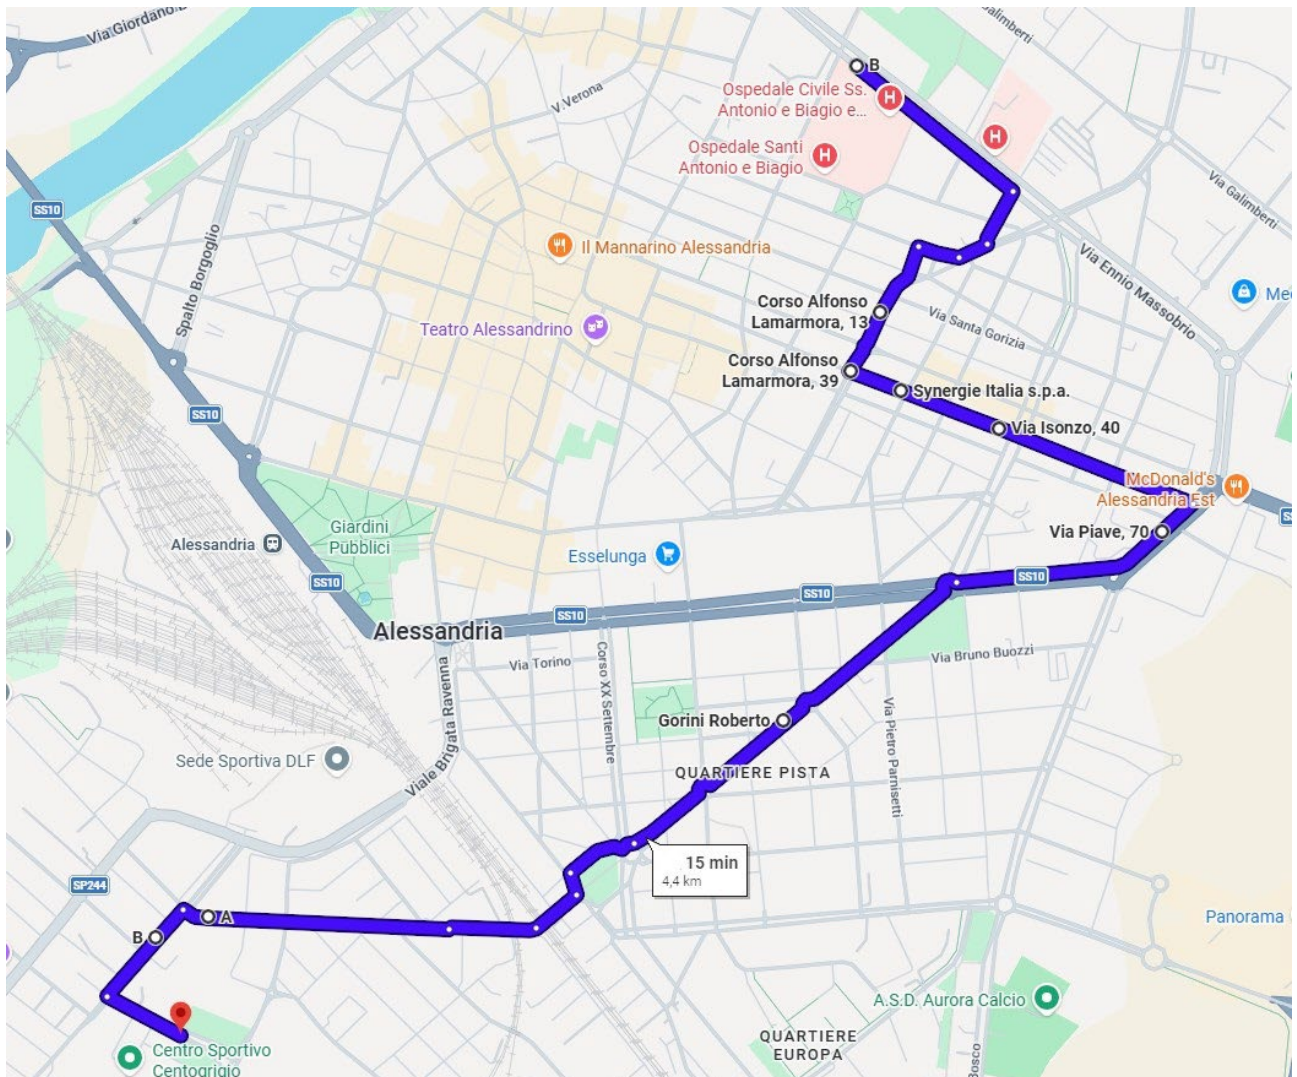 Via Giordano B
Galimberti
B
Ospedale Civile Ss.
Antonio e Biagio e...
H
V.Verona
Ospedale Santi
Antonio e Biagio
H
H
Via Galimberti
SS10
Spalto Borgoglio
Il Mannarino Alessandria
Via Ennio Massobrio
Corso Alfonso
Lamarmora, 13
Via Santa Gorizia
Teatro Alessandrino
Corso Alfonso
Lamarmora, 39
Synergie Italia s.p.a.
SS10
Via Isonzo, 40
McDonald's
Alessandria Est
Giardini
Pubblici
Alessandria
Via Piave, 70
Esselunga
SS10
SS10
SS10
SS10
Alessandria
Via Torino
Corso XX Settembre
Via Bruno Buozzi
Viale Brigata Ravenna
Gorini Roberto
Via Pietro Parnisetti
Sede Sportiva DLF
QUARTIERE PISTA
15 min
4,4 km
SP244
A
B
Panorama
A.S.D. Aurora Calcio
Centro Sportivo
Centogrigio
QUARTIERE
EUROPA
Bosco